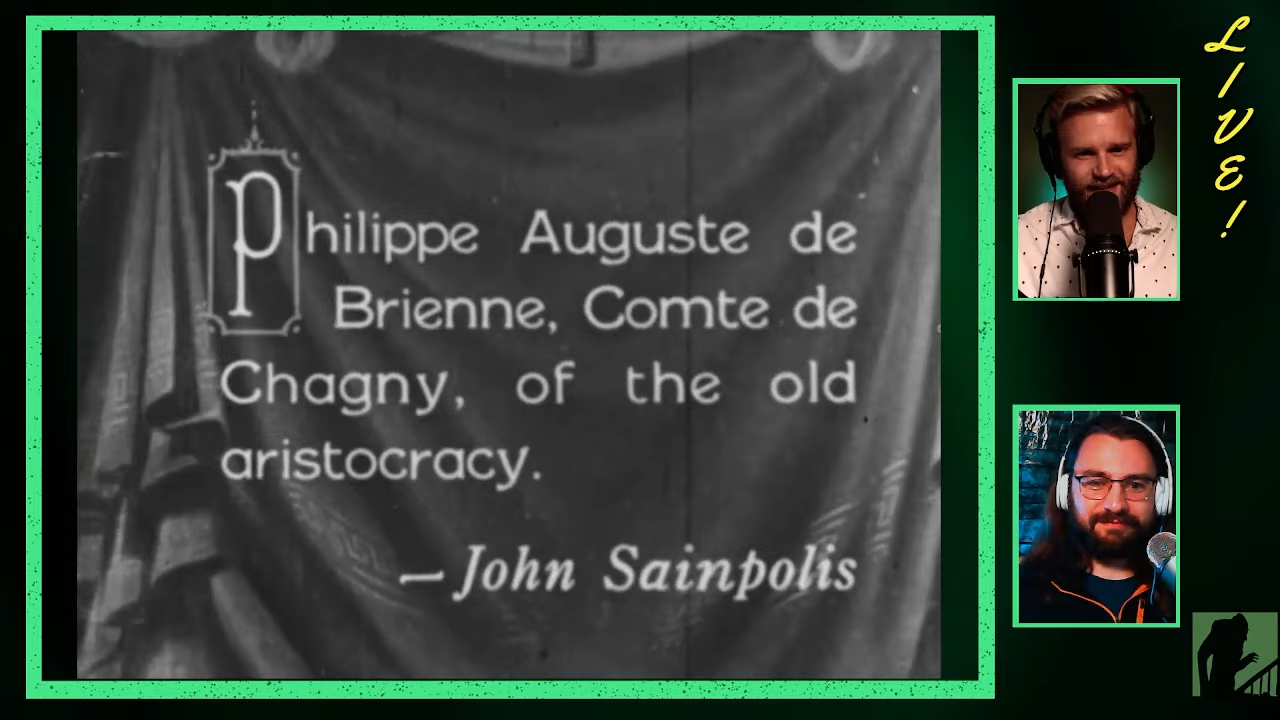 Philippe Auguste de
Brienne, Comte de
Chagny, of the old
aristocracy.
— John Sainpolis
LIVE!